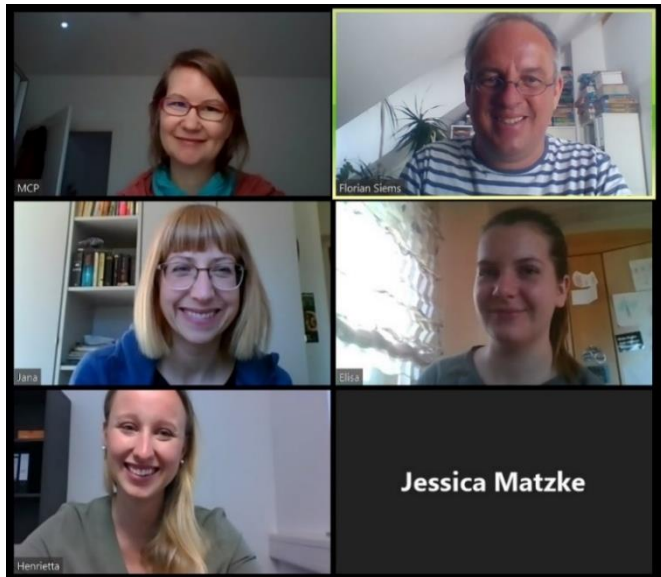 MCP
Florian Siems
Jana
Elisa
Henrietta
Jessica Matzke